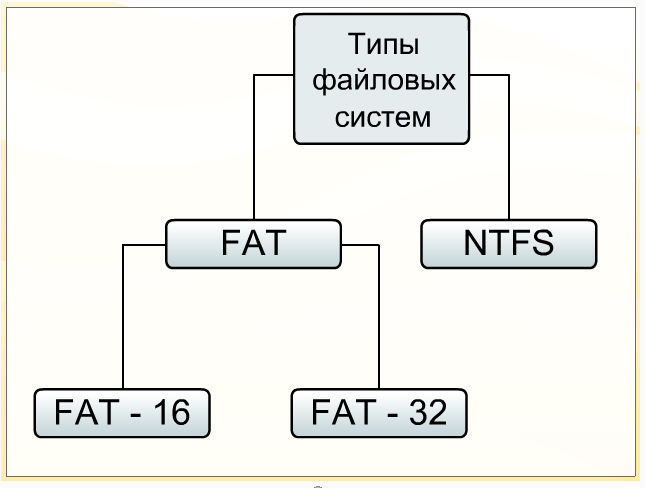 Типы
файловых
систем
FAT
NTFS
FAT - 16
FAT - 32